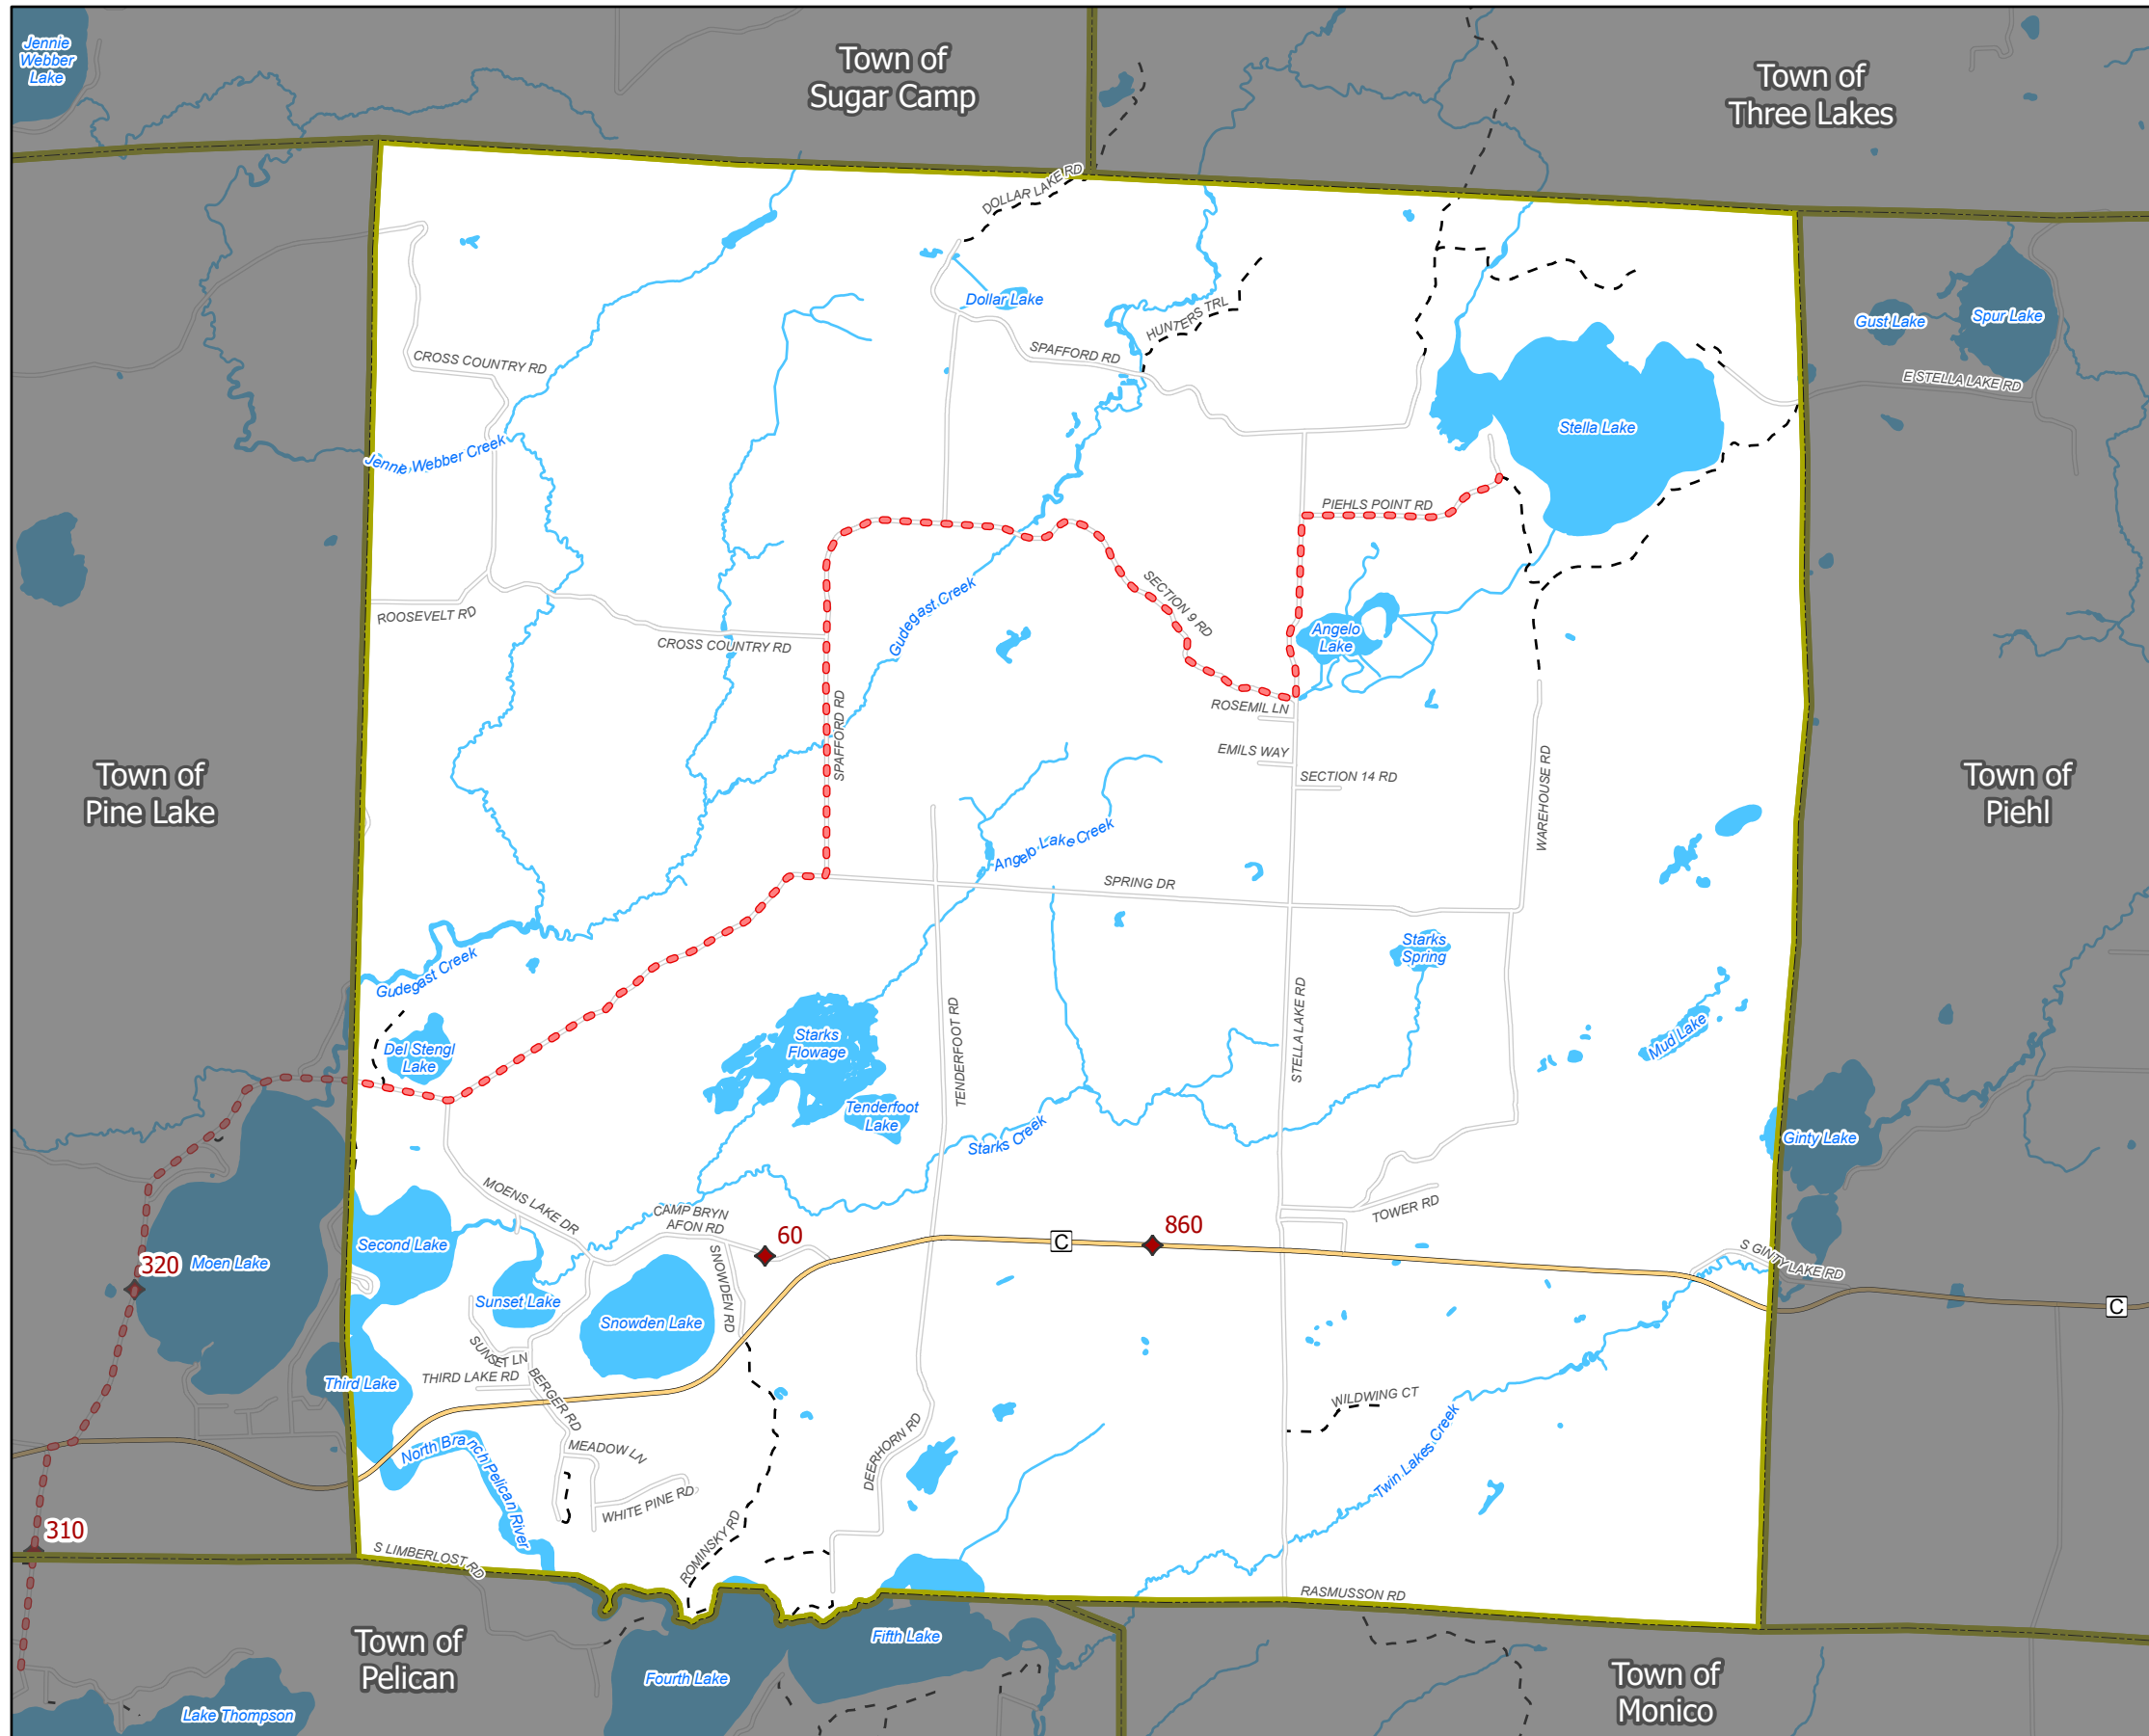 Jennie
Webber
Lake
Town of
Sugar Camp
Town of
Three Lakes
DOLLAR LAKE RD
Dollar Lake
HUNTERS TRL
SPAFFORD RD
Gust Lake
Spur Lake
E STELLA LAKE RD
CROSS COUNTRY RD
Stella Lake
Jennie Webber Creek
PIEHLS POINT RD
ROOSEVELT RD
CROSS COUNTRY RD
Gudegast Creek
SECTION 9 RD
Angelo
Lake
SPAFFORD RD
ROSEMIL LN
EMILS WAY
SECTION 14 RD
WAREHOUSE RD
Town of
Pine Lake
Town of
Piehl
Angelo Lake Creek
SPRING DR
Gudegast Creek
Starks
Spring
Del Stengl
Lake
Starks
Flowage
TENDERFOOT RD
STELLA LAKE RD
Mud Lake
Tenderfoot
Lake
Starks Creek
Ginty Lake
MOENS LAKE DR
CAMP BRYN
AFON RD
TOWER RD
60
860
C
Second Lake
Moen Lake
320
S GINTY LAKE RD
C
Sunset Lake
Snowden Lake
SNOWDEN RD
SUNSET LN
THIRD LAKE RD
Third Lake
BERGER RD
WILDWING CT
North Branch Pelican River
MEADOW LN
DEERHORN RD
Twin Lakes Creek
WHITE PINE RD
310
ROMINSKY RD
S LIMBERLOST RD
RASMUSSON RD
Town of
Pelican
Fifth Lake
Fourth Lake
Town of
Monico
Lake Thompson